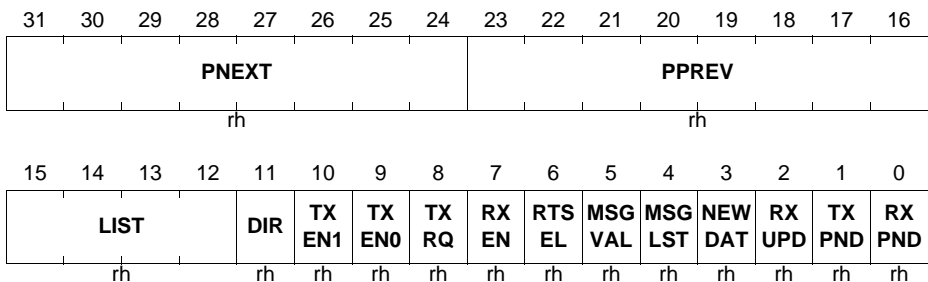 31 30 29 28 27 26 25 24 23 22 21 20 19 18 17 16
PNEXT PPREV
rh rh
15 14 13 12 11 10 9 8 7 6 5 4 3 2 1 0
LIST DIR TX EN1 TX EN0 TX RQ RX EN RTS EL MSG VAL MSG LST NEW DAT RX UPD TX PND RX PND
rh rh rh rh rh rh rh rh rh rh rh rh rh